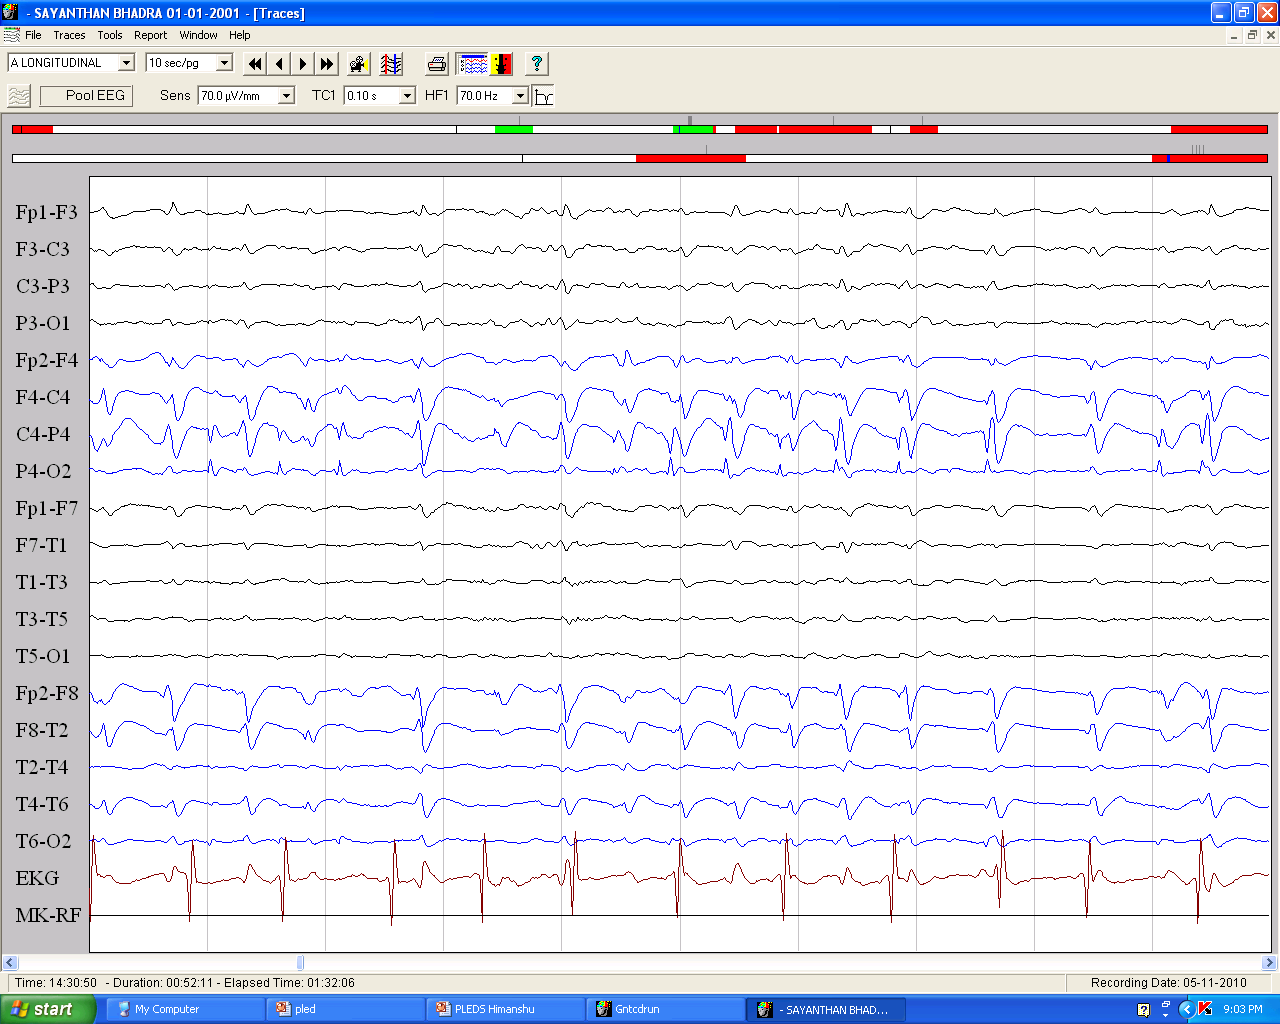 - SAYANTHAN BHADRA 01-01-2001 - [Traces]
File Traces Tools Report Window Help
A LONGITUDINAL 10 sec/pg
Pool EEG Sens 70.0 µV/mm TC1 0.10 s HF1 70.0 Hz
Fp1-F3
F3-C3
C3-P3
P3-O1
Fp2-F4
F4-C4
C4-P4
P4-O2
Fp1-F7
F7-T1
T1-T3
T3-T5
T5-O1
Fp2-F8
F8-T2
T2-T4
T4-T6
T6-O2
EKG
MK-RF
Time: 14:30:50 - Duration: 00:52:11 - Elapsed Time: 01:32:06 Recording Date: 05-11-2010
start My Computer pled PLEDS Himanshu Gntcdrun - SAYANTHAN BHAD... 9:03 PM